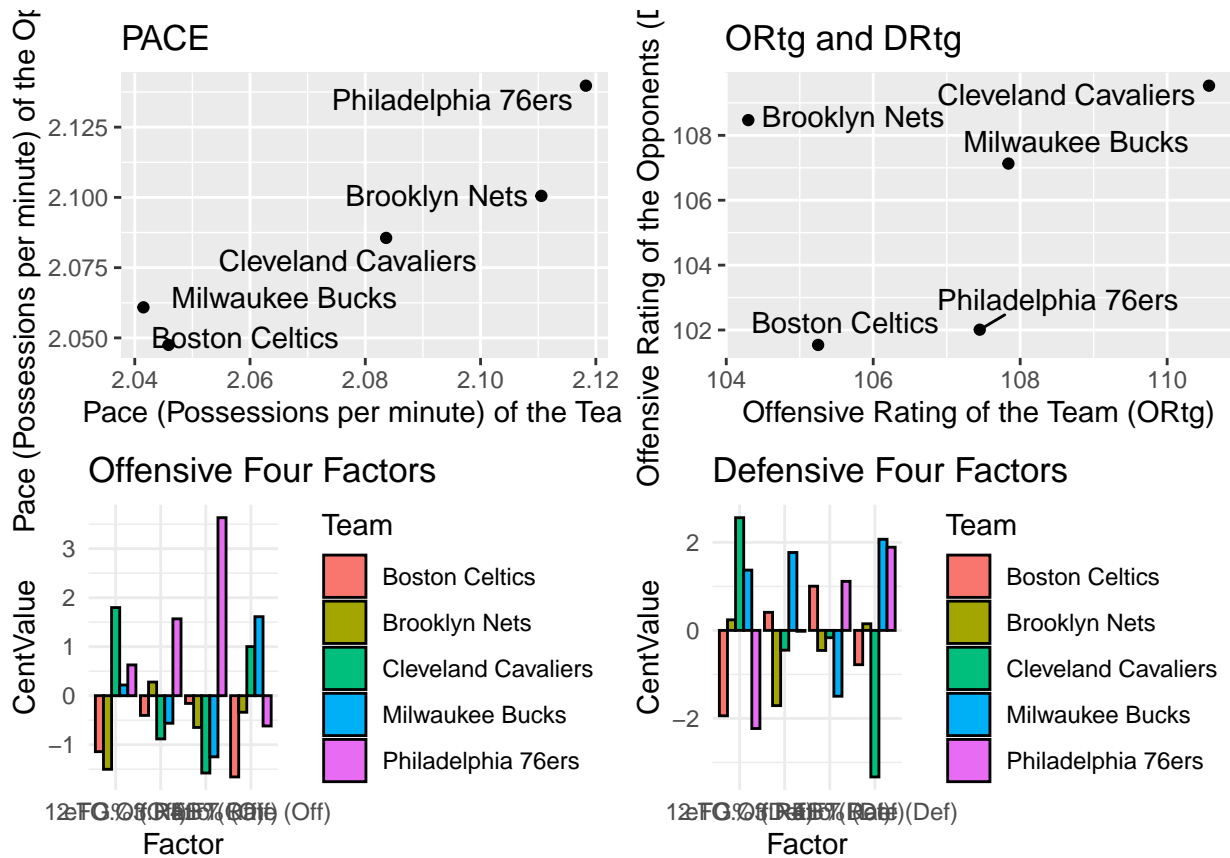 PACE
Pace (Possessions per minute) of the Op
2.125
2.100
2.075
2.050
Philadelphia 76ers
Brooklyn Nets
Cleveland Cavaliers
Milwaukee Bucks
Boston Celtics
2.04
2.06
2.08
2.10
2.12
Pace (Possessions per minute) of the Tea
ORtg and DRtg
Offensive Rating of the Opponents (
108
106
104
102
Cleveland Cavaliers
Brooklyn Nets
Milwaukee Bucks
Philadelphia 76ers
Boston Celtics
104
106
108
110
Offensive Rating of the Team (ORtg)
Offensive Four Factors
CentValue
3
2
1
0
−1
(Off)
Factor
Team
Boston Celtics
Brooklyn Nets
Cleveland Cavaliers
Milwaukee Bucks
Philadelphia 76ers
Defensive Four Factors
CentValue
2
0
−2
(Def)
Factor
Team
Boston Celtics
Brooklyn Nets
Cleveland Cavaliers
Milwaukee Bucks
Philadelphia 76ers